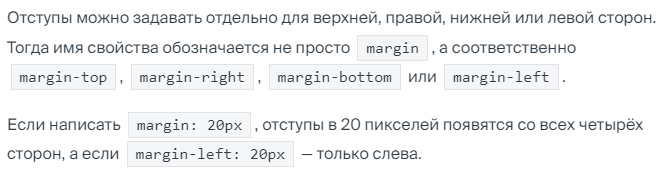 Отступы можно задавать отдельно для верхней, правой, нижней или левой сторон.
Тогда имя свойства обозначается не просто margin , а соответственно
margin-top , margin-right , margin-bottom или margin-left .
Если написать margin: 20px , отступы в 20 пикселей появятся со всех четырёх
сторон, а если margin-left: 20px — только слева.